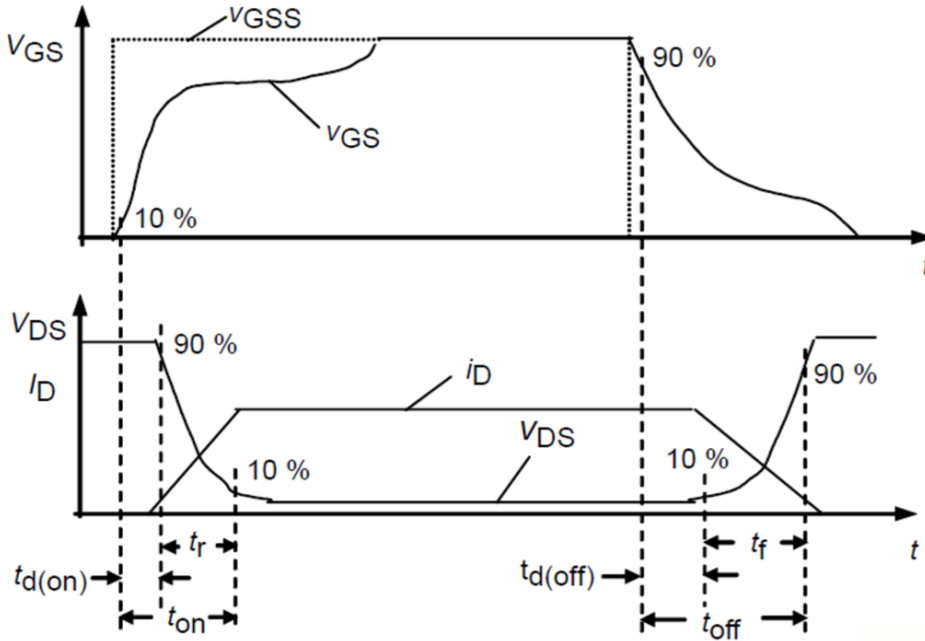 vGSS
VGS
90 %
vGS
10 %
t
VDS
90 %
iD
ID
90 %
VDS
10 %
10 %
tr
tf
t
td(on)
td(off)
ton
toff